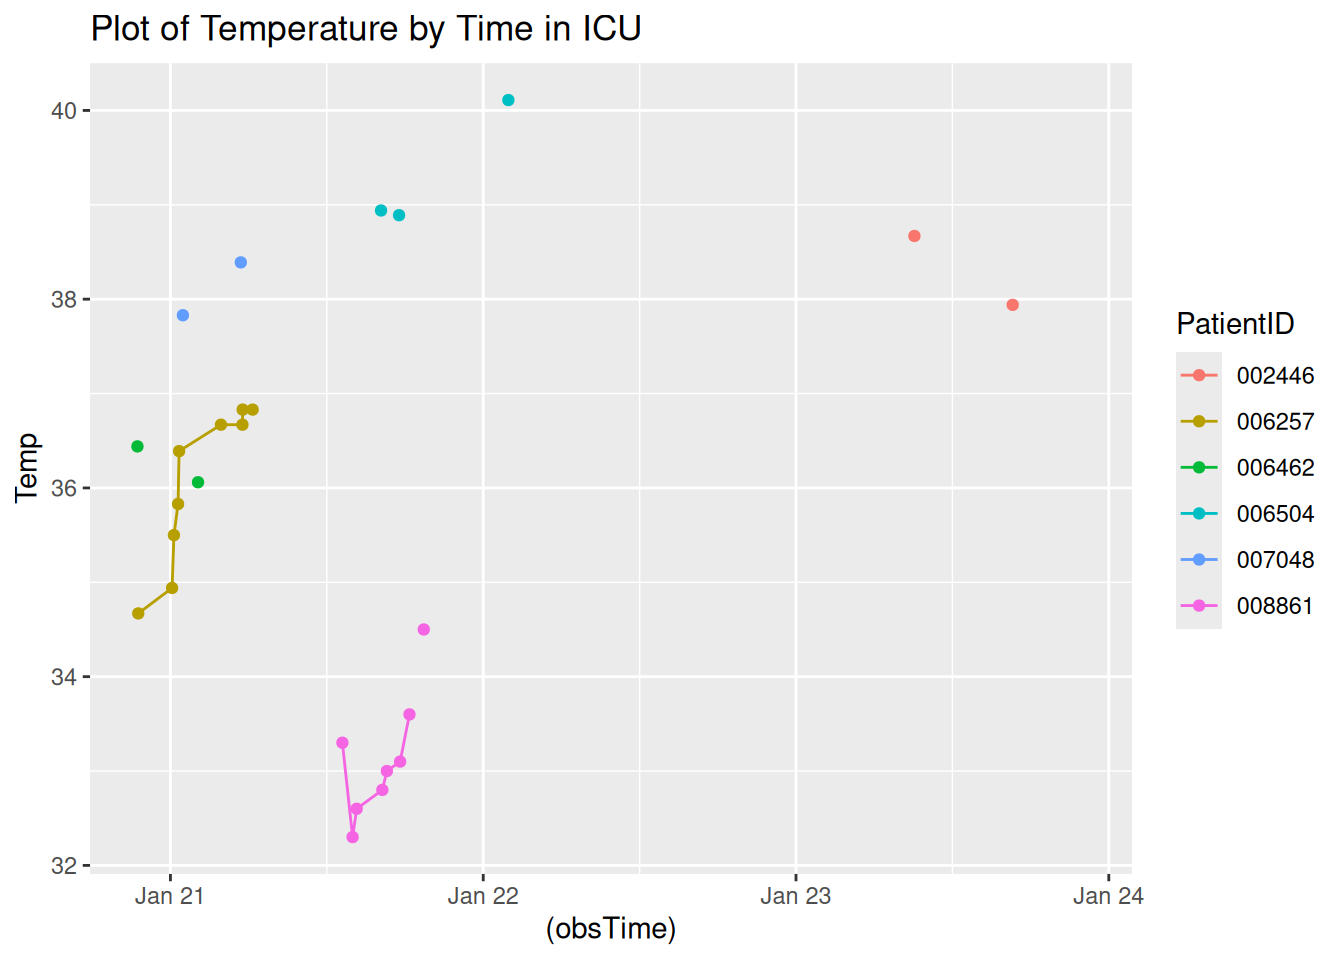 Plot of Temperature by Time in ICU
40
38
36
34
32
Temp
Jan 21
Jan 22
Jan 23
Jan 24
(obsTime)
PatientID
002446
006257
006462
006504
007048
008861